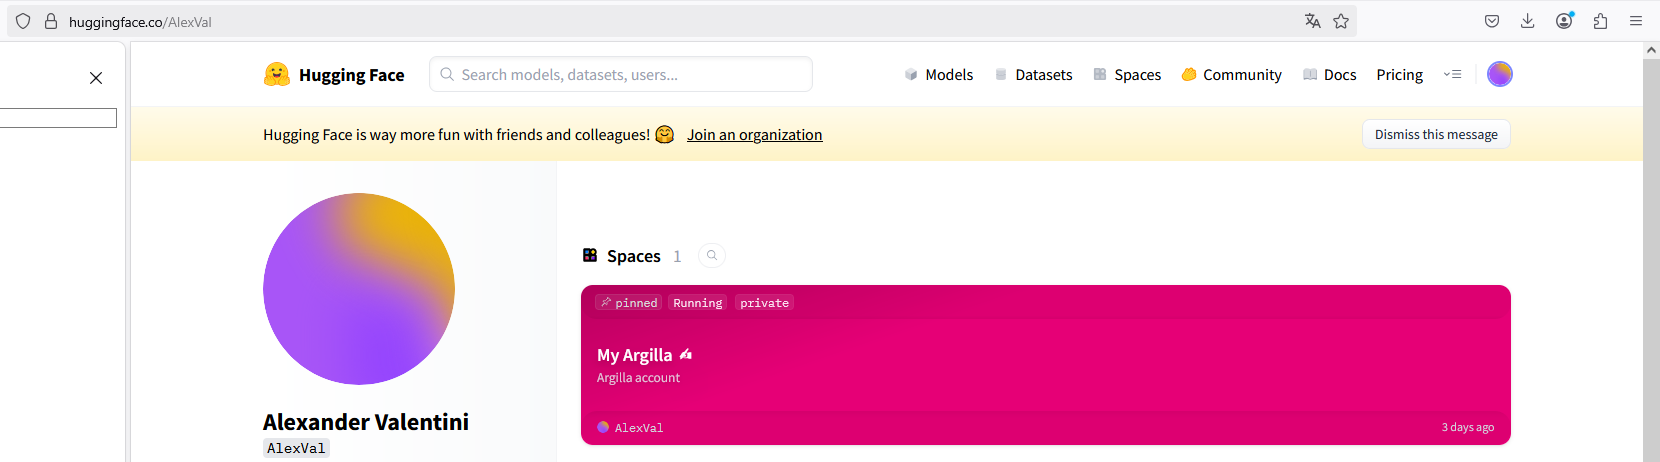 huggingface.co/AlexVal
Hugging Face
Search models, datasets, users...
Models
Datasets
Spaces
Community
Docs
Pricing
Hugging Face is way more fun with friends and colleagues! 🤗 Join an organization
Dismiss this message
Alexander Valentini
AlexVal
Spaces 1
pinned Running private
My Argilla ✍
Argilla account
AlexVal
3 days ago